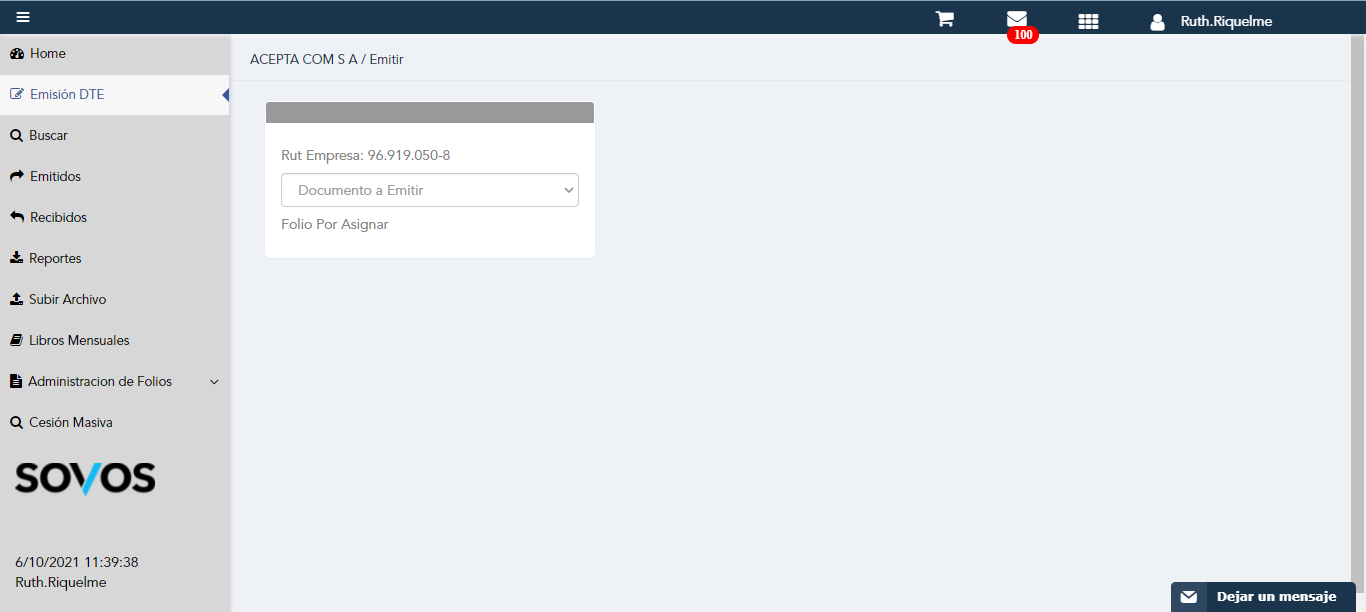 100
Ruth.Riquelme
Home
Emisión DTE
Buscar
Emitidos
Recibidos
Reportes
Subir Archivo
Libros Mensuales
Administracion de Folios
Cesión Masiva
SOVOS
6/10/2021 11:39:38
Ruth.Riquelme
ACEPTA COM S A / Emitir
Rut Empresa: 96.919.050-8
Documento a Emitir
Folio Por Asignar
Dejar un mensaje